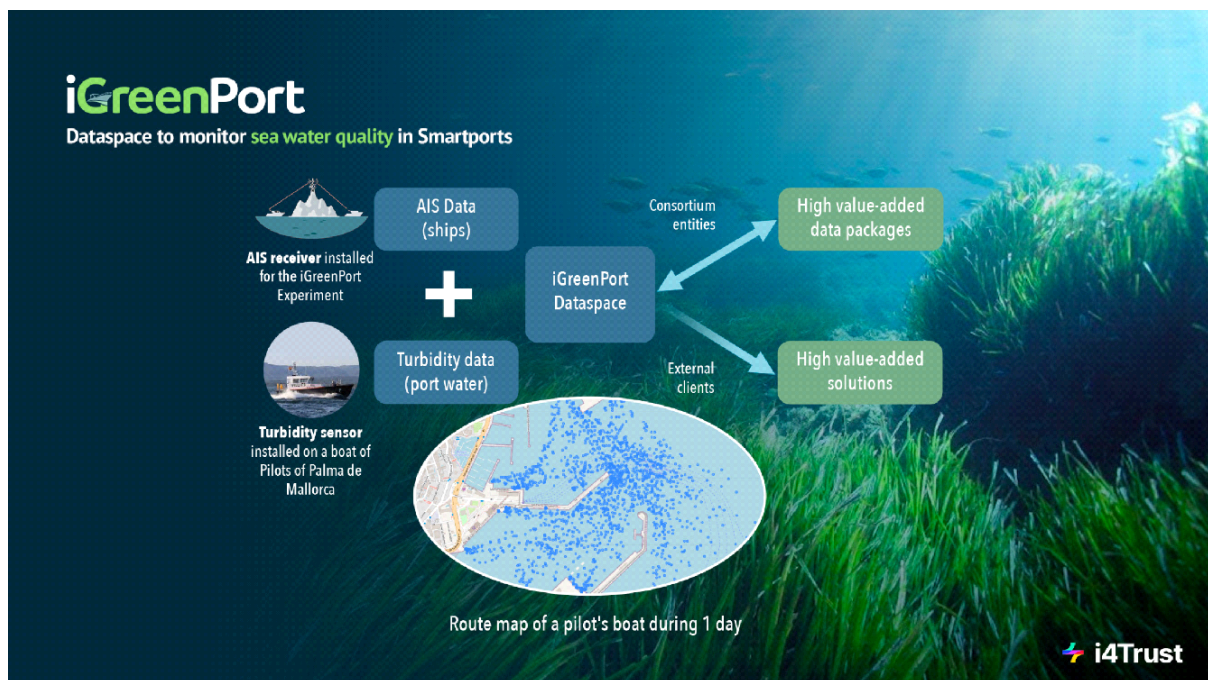 iGreenPort
Dataspace to monitor sea water quality in Smartports
AIS Data
(ships)
AIS receiver installed
for the iGreenPort
Experiment
Turbidity data
(port water)
Turbidity sensor
installed on a boat of
Pilots of Palma de
Mallorca
iGreenPort
Dataspace
Consortium
entities
High value-added
data packages
External
clients
High value-added
solutions
Route map of a pilot's boat during 1 day
i4Trust